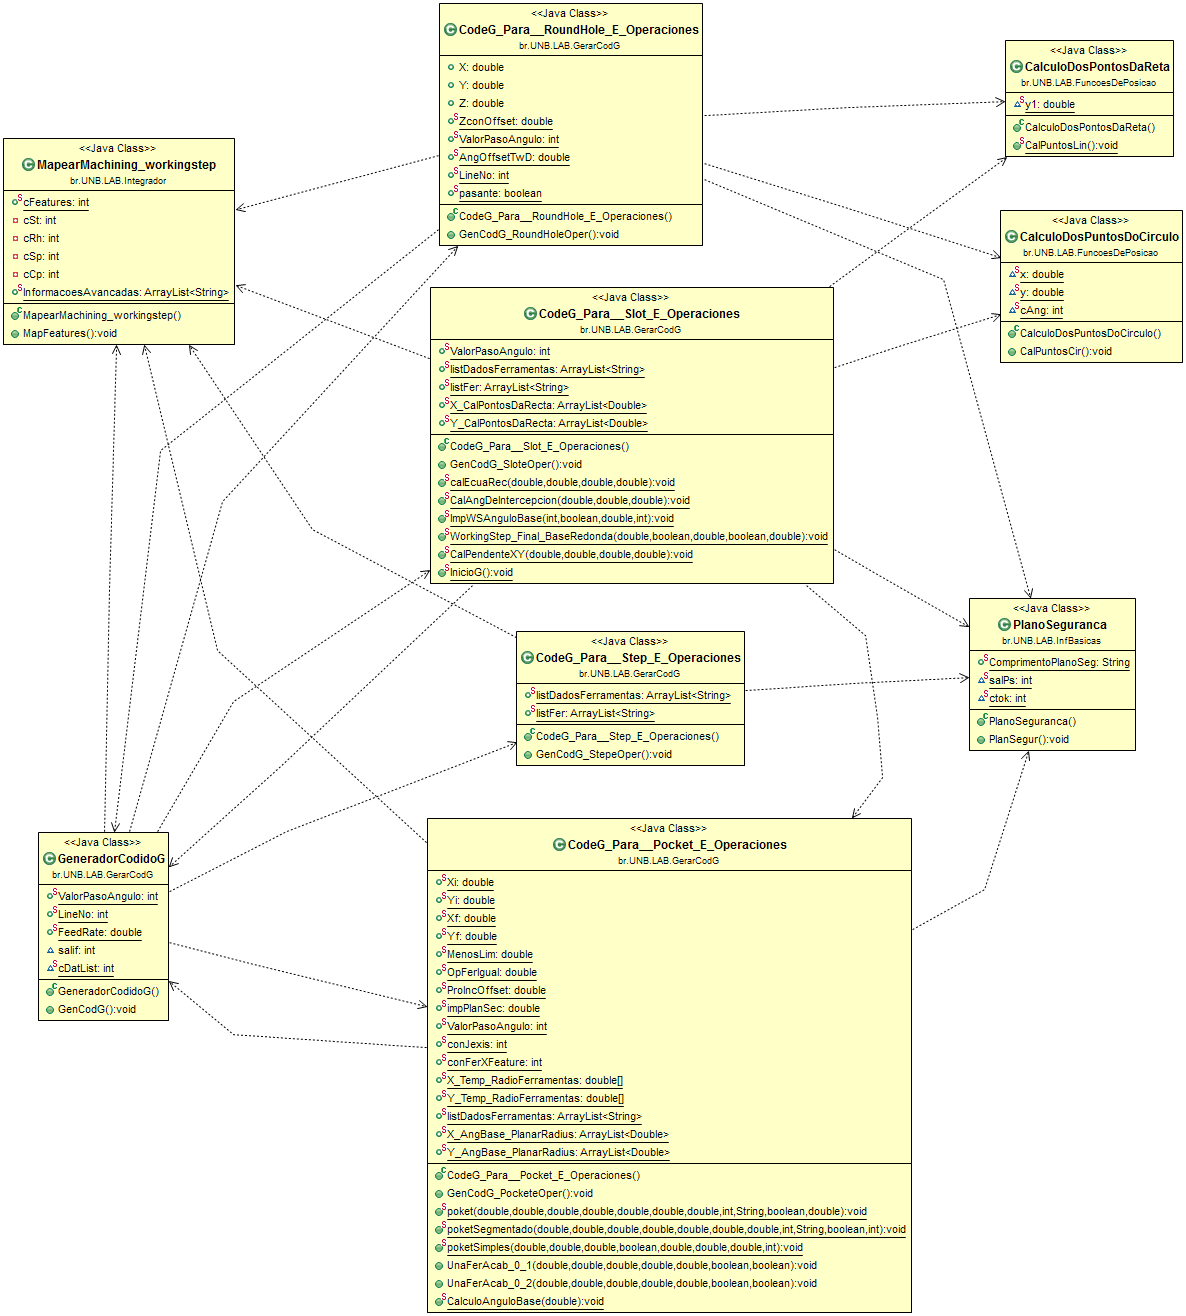 <<Java Class>>
CodeG_Para__RoundHole_E_Operaciones
br.UNB.LAB.GerarCodG
X: double
Y: double
Z: double
ZconOffset: double
ValorPasoAngulo: int
AngOffsetTwD: double
LineNo: int
pasante: boolean
CodeG_Para__RoundHole_E_Operaciones()
GenCodG_RoundHoleOper():void
<<Java Class>>
CalculoDosPontosDaReta
br.UNB.LAB.FuncoesDePosicao
y1: double
CalculoDosPontosDaReta()
CalPuntosLin():void
<<Java Class>>
MapearMachining_workingstep
br.UNB.LAB.Integrador
cFeatures: int
cSt: int
cRh: int
cSp: int
cCp: int
InformacoesAvancadas: ArrayList<String>
MapearMachining_workingstep()
MapFeatures():void
<<Java Class>>
CalculoDosPuntosDoCirculo
br.UNB.LAB.FuncoesDePosicao
x: double
y: double
cAng: int
CalculoDosPuntosDoCirculo()
CalPuntosCir():void
<<Java Class>>
CodeG_Para__Slot_E_Operaciones
br.UNB.LAB.GerarCodG
ValorPasoAngulo: int
listDadosFerramentas: ArrayList<String>
listFer: ArrayList<String>
X_CalPontosDaRecta: ArrayList<Double>
Y_CalPontosDaRecta: ArrayList<Double>
CodeG_Para__Slot_E_Operaciones()
GenCodG_SloteOper():void
calEcuaRec(double,double,double,double):void
CalAngDeIntercepcion(double,double,double):void
ImpWSAnguloBase(int,boolean,double,int):void
WorkingStep_Final_BaseRedonda(double,boolean,double,boolean,double):void
CalPendenteXY(double,double,double,double):void
InicioG():void
<<Java Class>>
PlanoSeguranca
br.UNB.LAB.InfBasicas
ComprimentoPlanoSeg: String
salPs: int
ctok: int
PlanoSeguranca()
PlanSegur():void
<<Java Class>>
CodeG_Para__Step_E_Operaciones
br.UNB.LAB.GerarCodG
listDadosFerramentas: ArrayList<String>
listFer: ArrayList<String>
CodeG_Para__Step_E_Operaciones()
GenCodG_StepeOper():void
<<Java Class>>
GeneradorCodidoG
br.UNB.LAB.GerarCodG
ValorPasoAngulo: int
LineNo: int
FeedRate: double
salif: int
cDatList: int
GeneradorCodidoG()
GenCodG():void
<<Java Class>>
CodeG_Para__Pocket_E_Operaciones
br.UNB.LAB.GerarCodG
Xi: double
Yi: double
Xf: double
Yf: double
MenosLim: double
OpFerIgual: double
ProIncOffset: double
impPlanSec: double
ValorPasoAngulo: int
conJexis: int
conFerXFeature: int
X_Temp_RadioFerramentas: double[]
Y_Temp_RadioFerramentas: double[]
listDadosFerramentas: ArrayList<String>
X_AngBase_PlanarRadius: ArrayList<Double>
Y_AngBase_PlanarRadius: ArrayList<Double>
CodeG_Para__Pocket_E_Operaciones()
GenCodG_PocketeOper():void
poket(double,double,double,double,double,double,double,int,String,boolean,double):void
poketSegmentado(double,double,double,double,double,double,double,int,String,boolean,int):void
poketSimples(double,double,double,boolean,double,double,double,int):void
UnaFerAcab_0_1(double,double,double,double,double,boolean,boolean):void
UnaFerAcab_0_2(double,double,double,double,double,boolean,boolean):void
CalculoAnguloBase(double):void